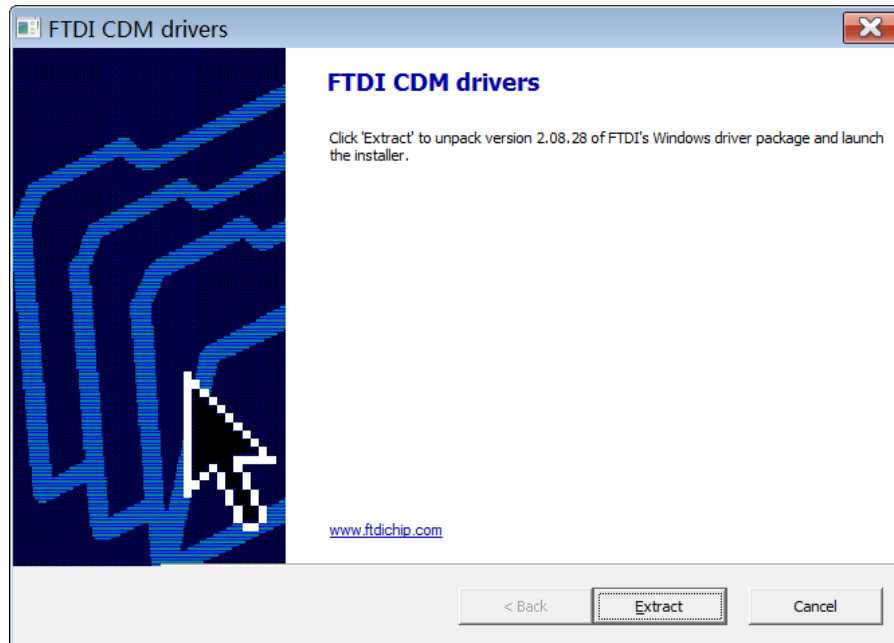 FTDI CDM drivers
FTDI CDM drivers
Click 'Extract' to unpack version 2.08.28 of FTDI's Windows driver package and launch
the installer.
www.ftdichip.com
< Back Extract Cancel